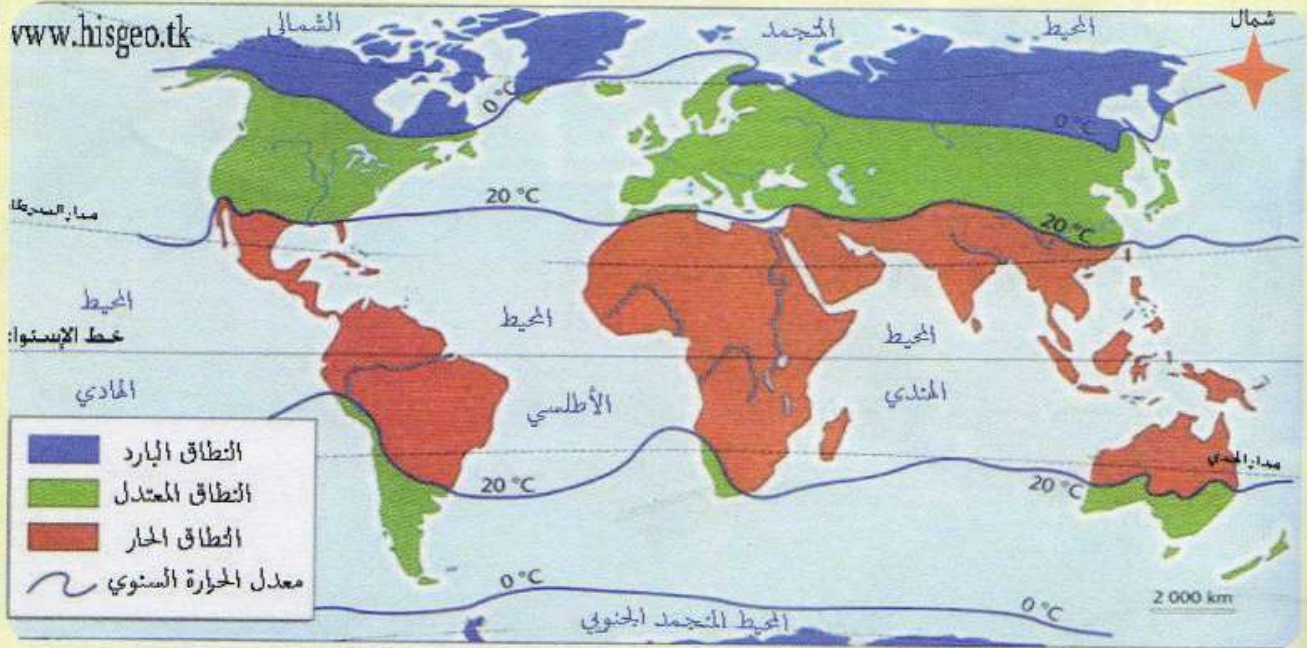 www.hisgeo.tk
الشمالي
المتجمد
المحيط
شمال
0 °C
0 °C
20 °C
20 °C
مدار السرطا
المحيط
المحيط
المحيط
خط الإستوا
الهادي
الأطلسي
الهندي
مدار الجدي
20 °C
20 °C
النطاق البارد
النطاق المعتدل
النطاق الحار
معدل الحرارة السنوي
0 °C
0 °C
2 000 km
المحيط المتجمد الجنوبي